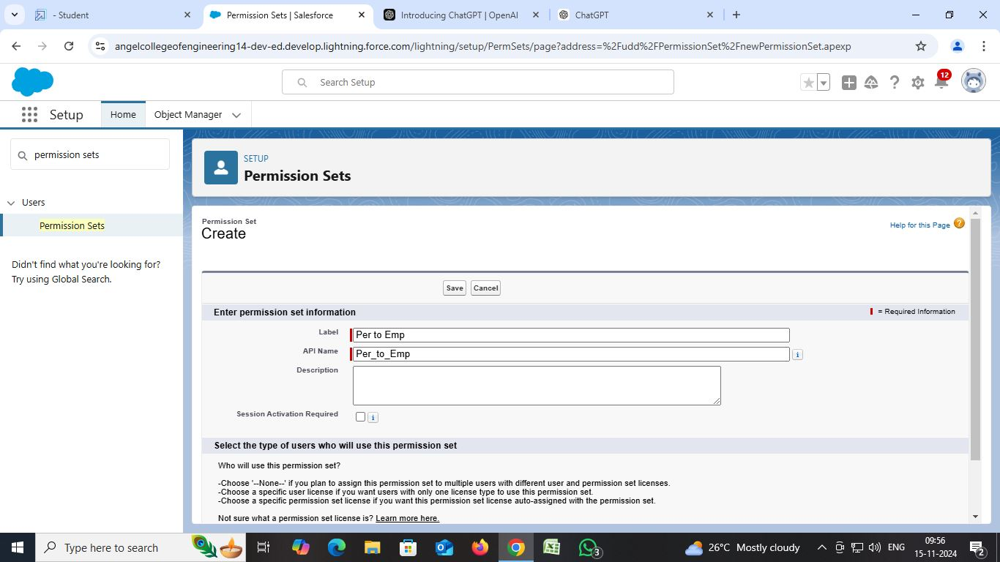 - Student
Permission Sets | Salesforce
Introducing ChatGPT | OpenAI
ChatGPT
angelcollegeofengineering14-dev-ed.develop.lightning.force.com/lightning/setup/PermSets/page?address=%2Fudd%2FPermissionSet%2FnewPermissionSet.apexp
Search Setup
12
Setup
Home
Object Manager
permission sets
Users
Permission Sets
Didn't find what you're looking for?
Try using Global Search.
SETUP
Permission Sets
Permission Set
Create
Help for this Page
Save
Cancel
Enter permission set information
= Required Information
Label
Per to Emp
API Name
Per_to_Emp
i
Description
Session Activation Required
i
Select the type of users who will use this permission set
Who will use this permission set?
-Choose '--None--' if you plan to assign this permission set to multiple users with different user and permission set licenses.
-Choose a specific user license if you want users with only one license type to use this permission set.
-Choose a specific permission set license if you want this permission set license auto-assigned with the permission set.
Not sure what a permission set license is? Learn more here.
Type here to search
3
26°C Mostly cloudy
ENG
09:56
15-11-2024
2